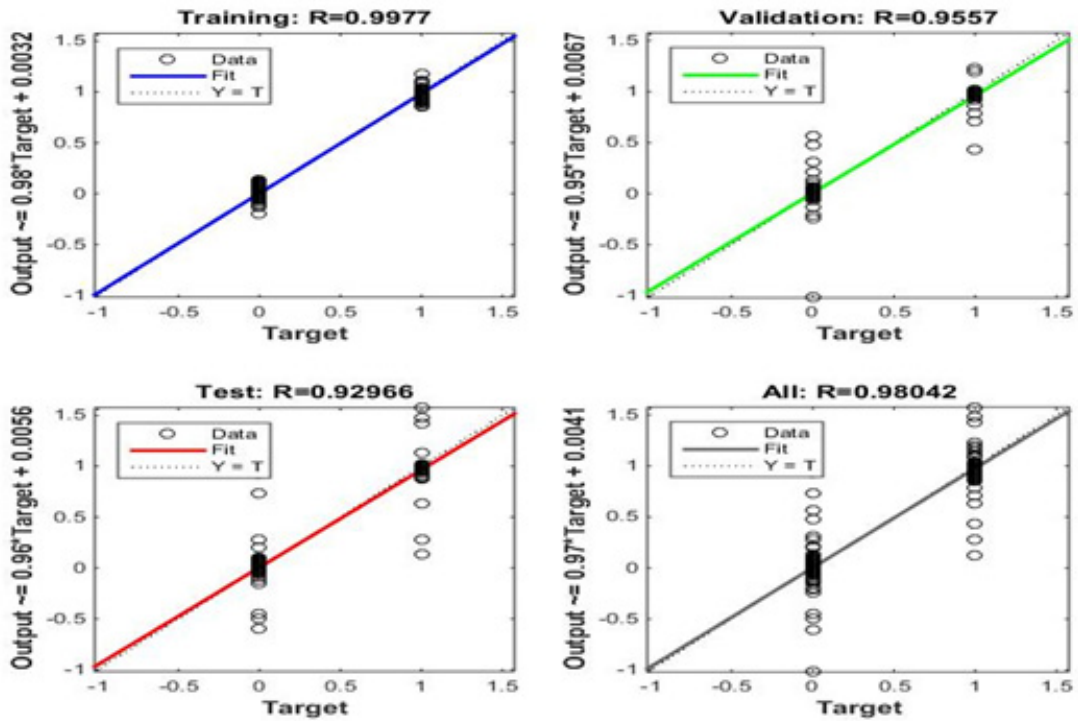 Training: R=0.9977
Output ~= 0.98*Target + 0.0032
1.5
1
0.5
0
-0.5
-1
Data
Fit
Y = T
-1 -0.5 0 0.5 1 1.5
Target
Validation: R=0.9557
Output ~= 0.95*Target + 0.0067
1.5
1
0.5
0
-0.5
-1
Data
Fit
Y = T
-1 -0.5 0 0.5 1 1.5
Target
Test: R=0.92966
Output ~= 0.96*Target + 0.0056
1.5
1
0.5
0
-0.5
-1
Data
Fit
Y = T
-1 -0.5 0 0.5 1 1.5
Target
All: R=0.98042
Output ~= 0.97*Target + 0.0041
1.5
1
0.5
0
-0.5
-1
Data
Fit
Y = T
-1 -0.5 0 0.5 1 1.5
Target